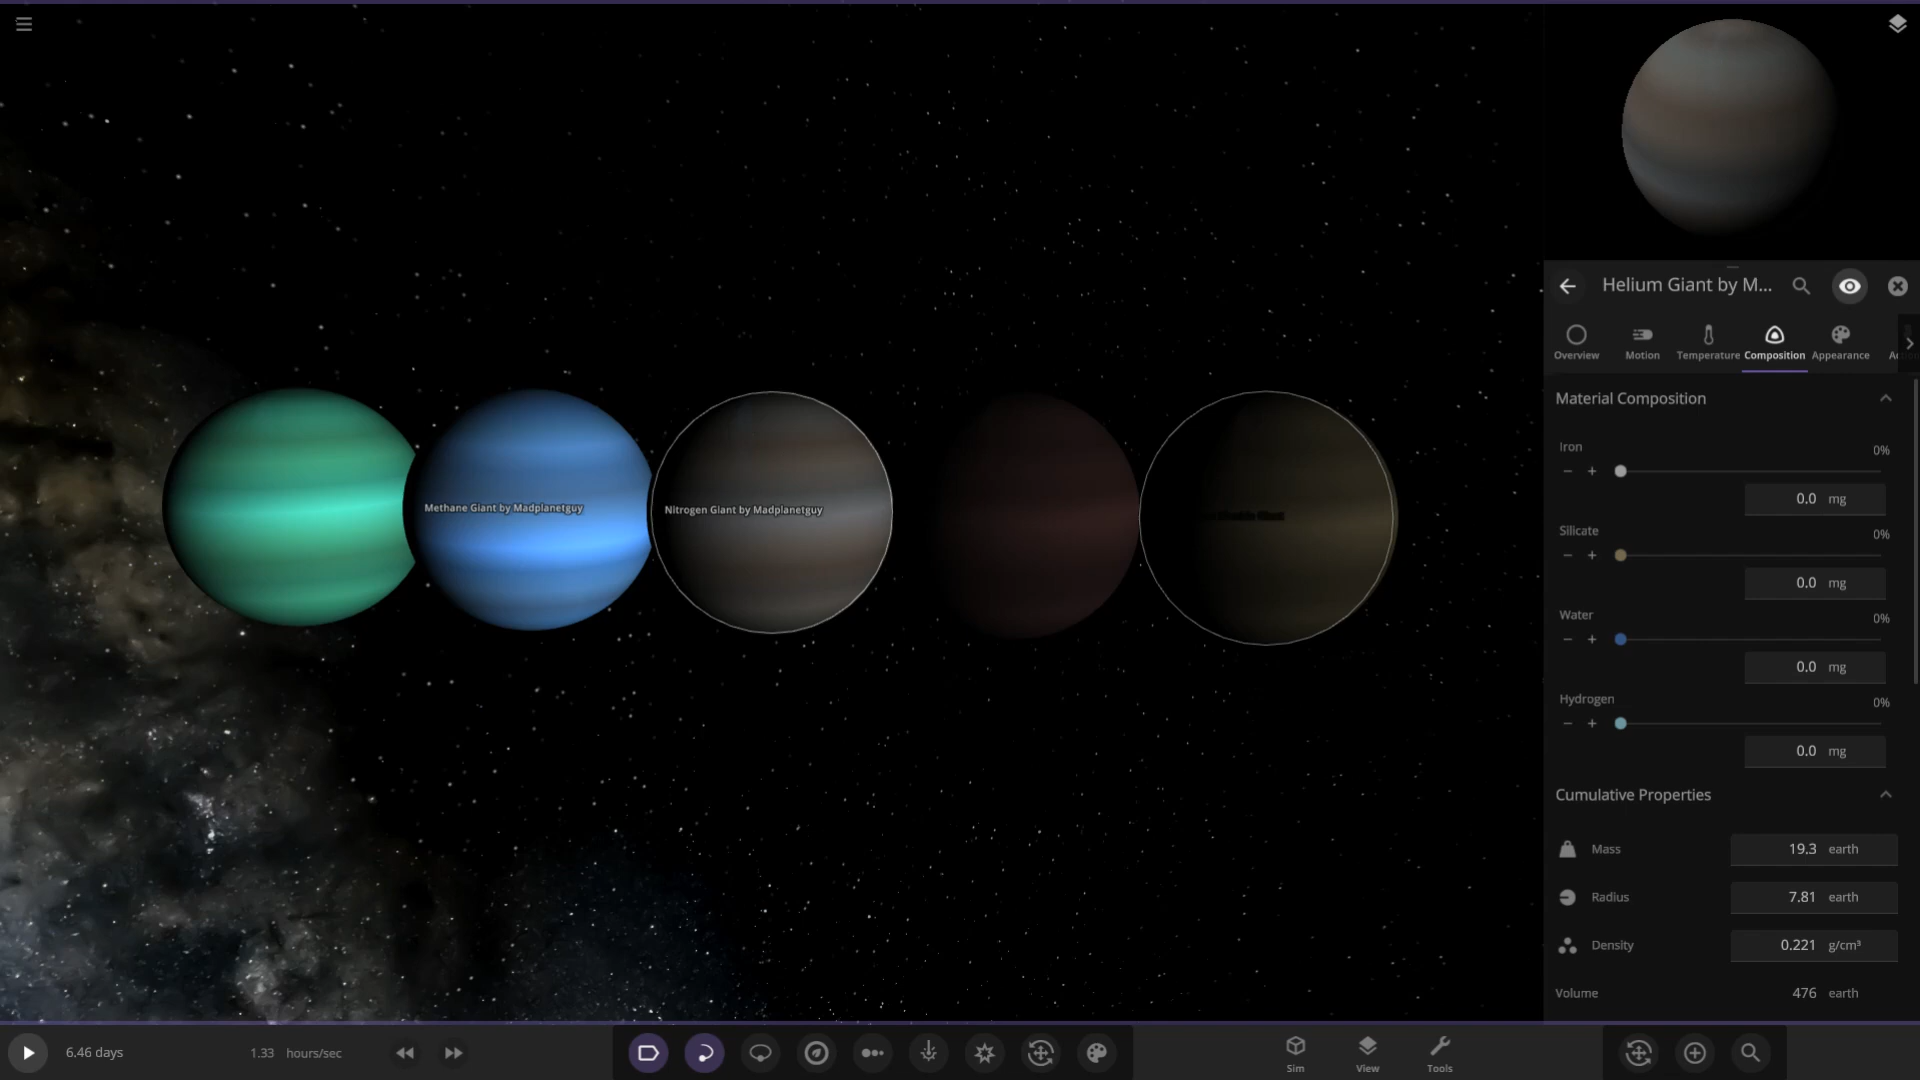 Helium Giant by M...
Overview
Motion
Temperature
Composition
Appearance
Material Composition
Iron
0%
0.0 mg
Silicate
0%
0.0 mg
Water
0%
0.0 mg
Hydrogen
0%
0.0 mg
Cumulative Properties
Mass
19.3 earth
Radius
7.81 earth
Density
0.221 g/cm³
Volume
476 earth
Methane Giant by Madplanetguy
Nitrogen Giant by Madplanetguy
6.46 days
1.33 hours/sec
Sim
View
Tools